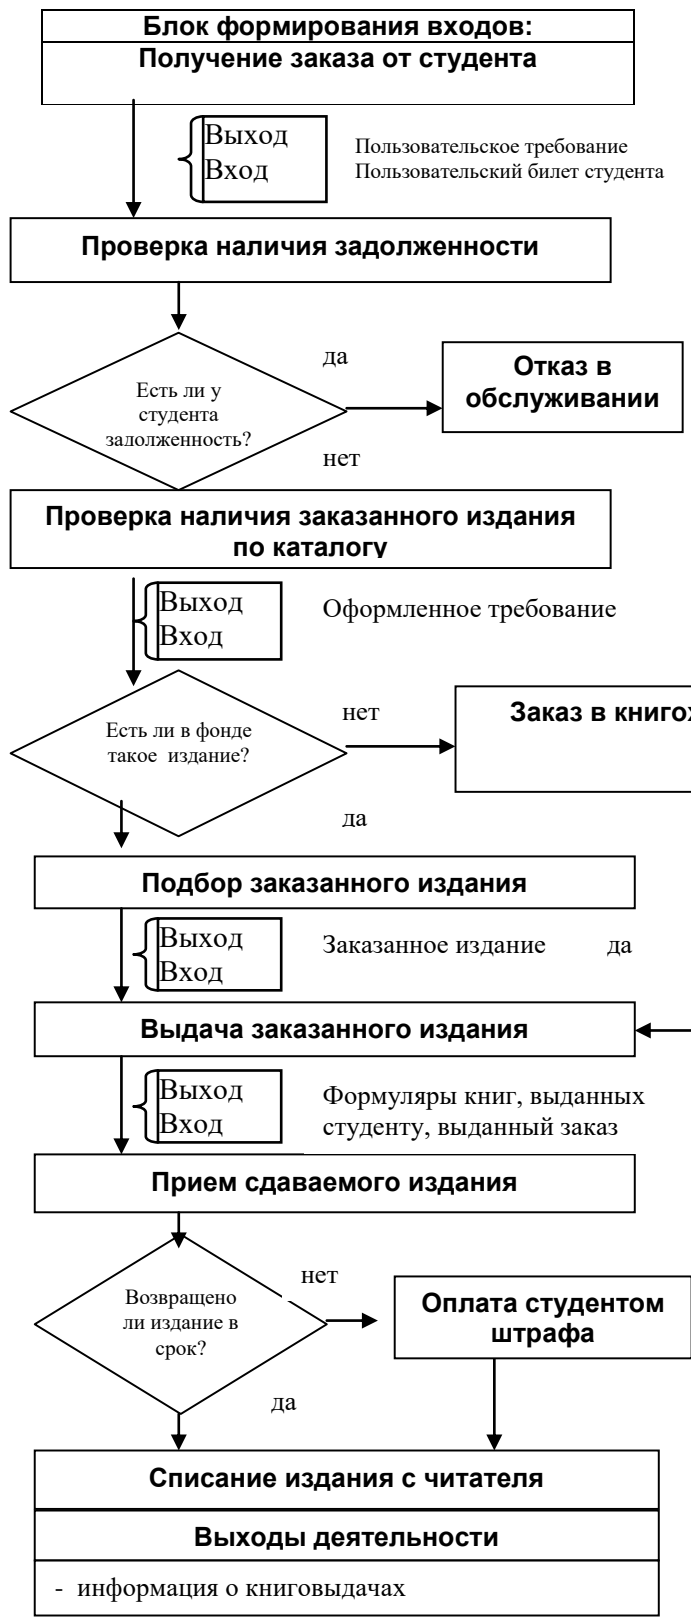 Блок формирования входов:
Получение заказа от студента
Выход
Вход
Пользовательское требование
Пользовательский билет студента
Проверка наличия задолженности
Есть ли у
студента
задолженность?
да
Отказ в
обслуживании
нет
Проверка наличия заказанного издания
по каталогу
Выход
Вход
Оформленное требование
Есть ли в фонде
такое издание?
нет
Заказ в
да
Подбор заказанного издания
Выход
Вход
Заказанное издание да
Выдача заказанного издания
Выход
Вход
Формуляры книг, выданных
студенту, выданный заказ
Прием сдаваемого издания
Возвращено
ли издание в
срок?
нет
Оплата студентом
штрафа
да
Списание издания с читателя
Выходы деятельности
- информация о книговыдачах